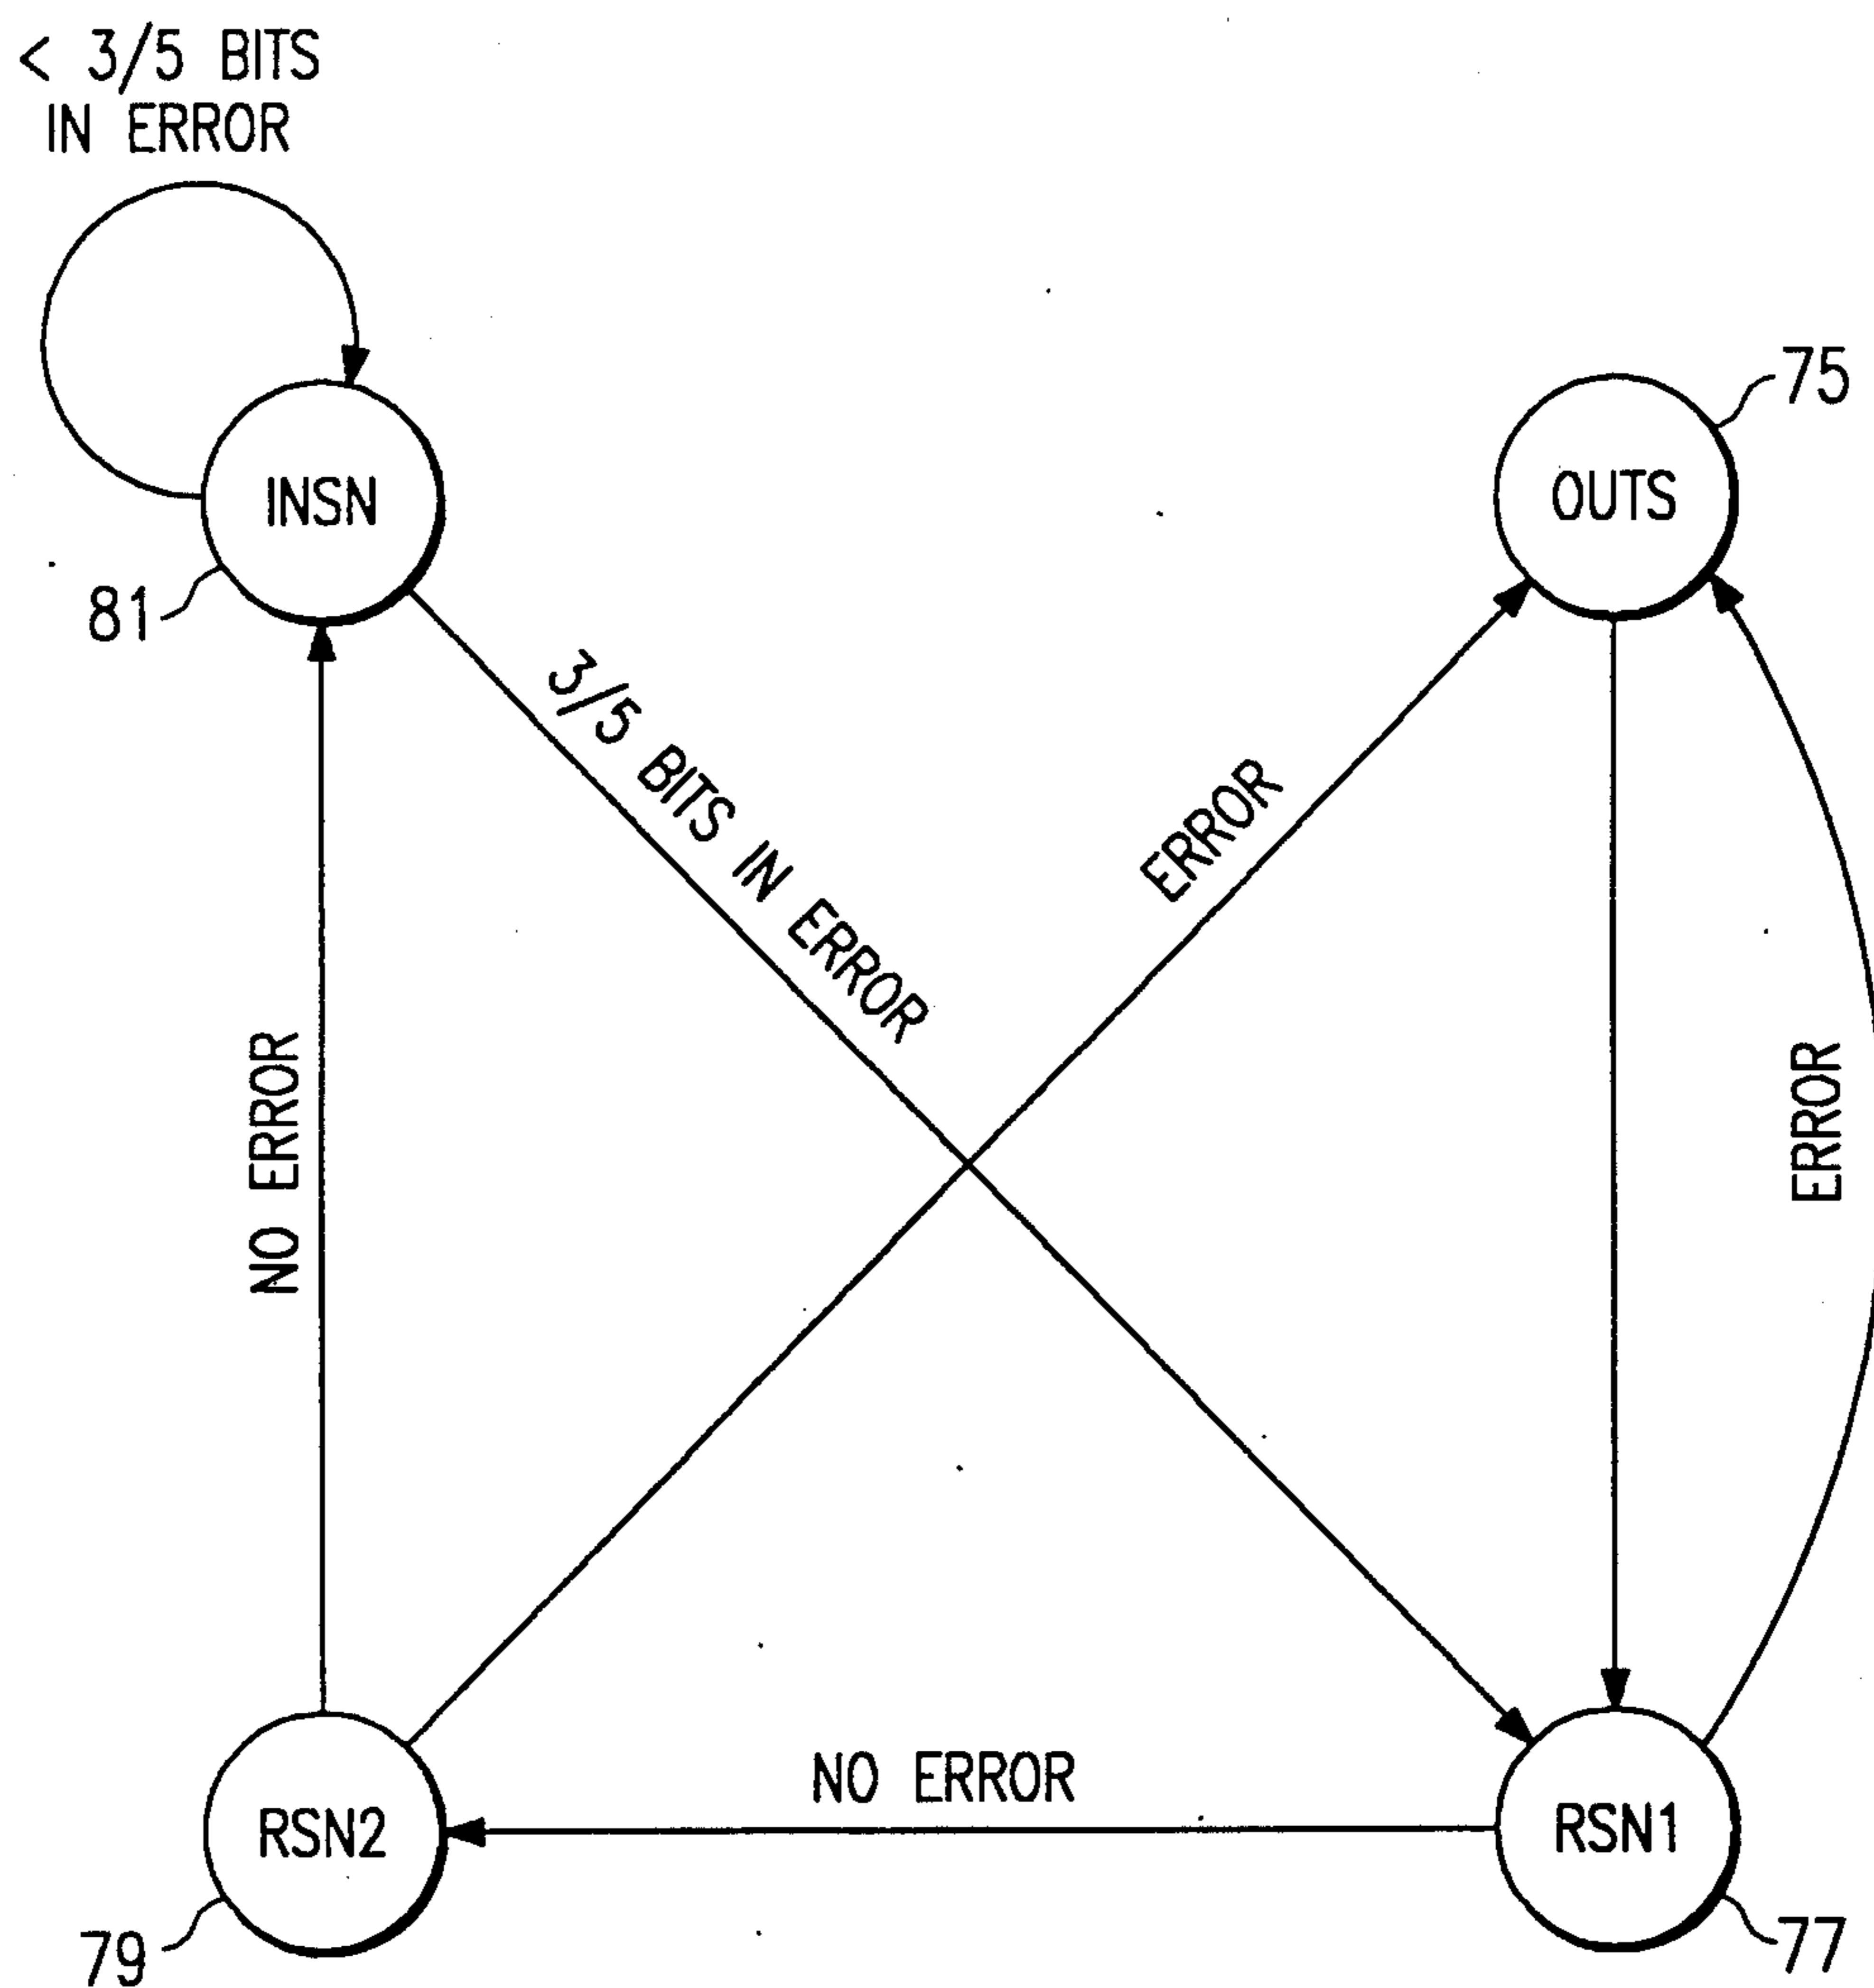 < 3/5 BITS
IN ERROR
75
INSN
OUTS
81
3/5 BITS IN ERROR
ERROR
NO ERROR
ERROR
NO ERROR
RSN2
RSN1
79
77